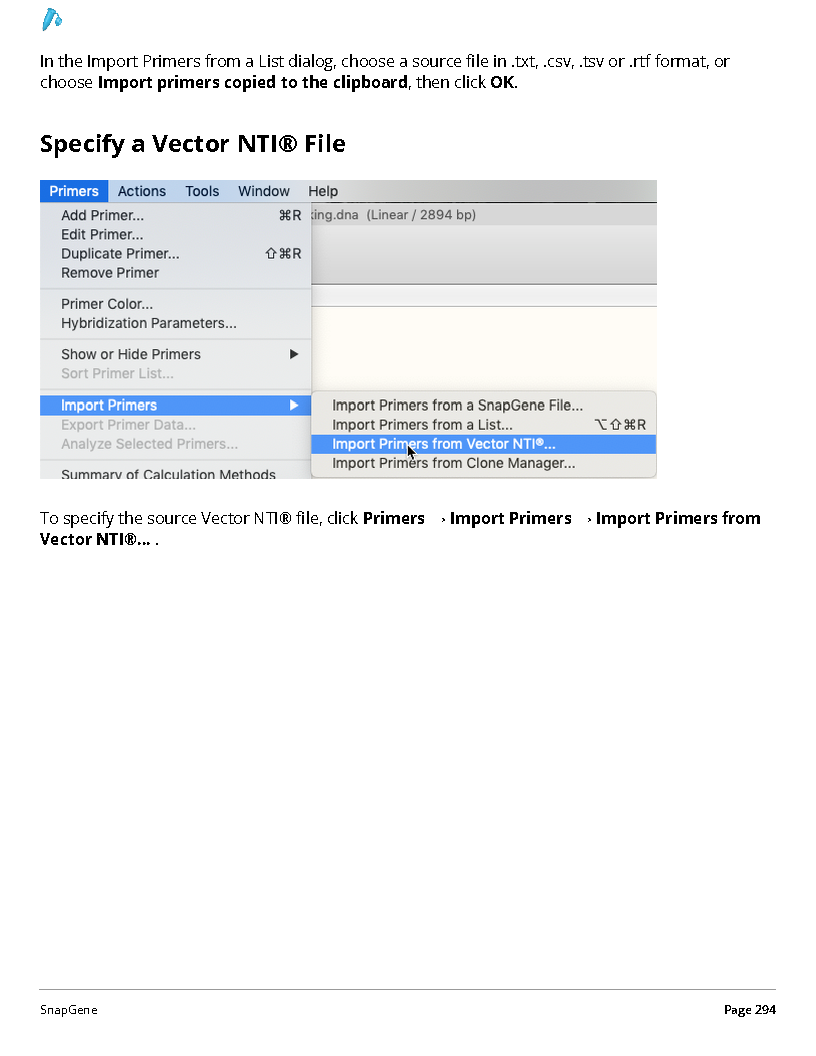 In the Import Primers from a List dialog, choose a source file in .txt, .csv, .tsv or .rtf format, or
choose Import primers copied to the clipboard, then click OK.
Specify a Vector NTI® File
Primers Actions Tools Window Help
king.dna (Linear / 2894 bp)
Add Primer... ⌘R
Edit Primer...
Duplicate Primer... ⇧⌘R
Remove Primer
Primer Color...
Hybridization Parameters...
Show or Hide Primers ▶
Sort Primer List...
Import Primers ▶
Export Primer Data...
Analyze Selected Primers...
Summary of Calculation Methods
Import Primers from a SnapGene File...
Import Primers from a List... ⌥⇧⌘R
Import Primers from Vector NTI®...
Import Primers from Clone Manager...
To specify the source Vector NTI® file, click Primers → Import Primers → Import Primers from
Vector NTI®... .
SnapGene Page 294